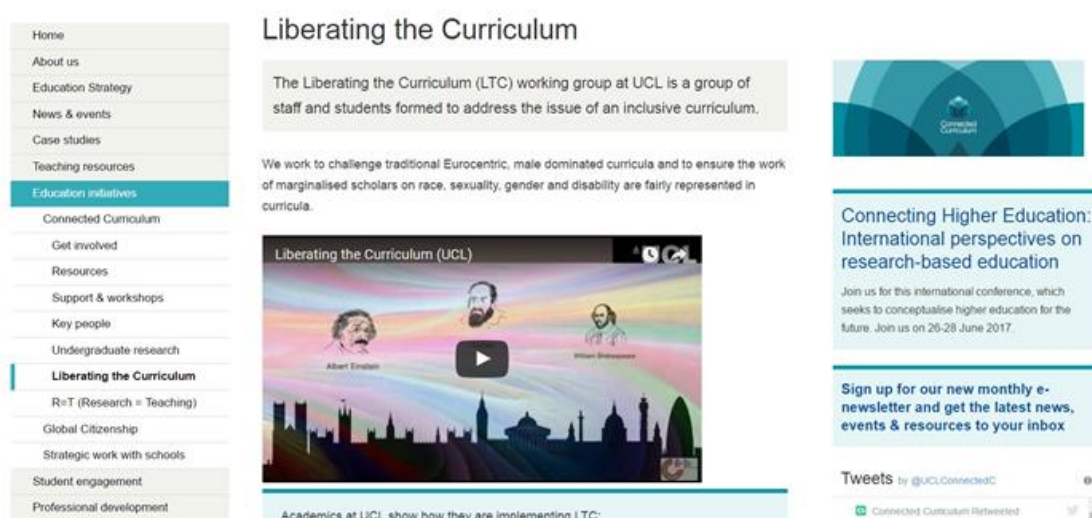 Home
About us
Education Strategy
News & events
Case studies
Teaching resources
Education initiatives
Connected Curriculum
Get involved
Resources
Support & workshops
Key people
Undergraduate research
Liberating the Curriculum
R=T (Research = Teaching)
Global Citizenship
Strategic work with schools
Student engagement
Professional development
Liberating the Curriculum
The Liberating the Curriculum (LTC) working group at UCL is a group of
staff and students formed to address the issue of an inclusive curriculum.
We work to challenge traditional Eurocentric, male dominated curricula and to ensure the work
of marginalised scholars on race, sexuality, gender and disability are fairly represented in
curricula.
Liberating the Curriculum (UCL)
Albert Einstein
William Shakespeare
Academics at UCL show how they are implementing LTC:
Connected
Curriculum
Connecting Higher Education:
International perspectives on
research-based education
Join us for this international conference, which
seeks to conceptualise higher education for the
future. Join us on 26-28 June 2017.
Sign up for our new monthly e-
newsletter and get the latest news,
events & resources to your inbox
Tweets by @UCLConnectedC
Connected Curriculum Retweeted